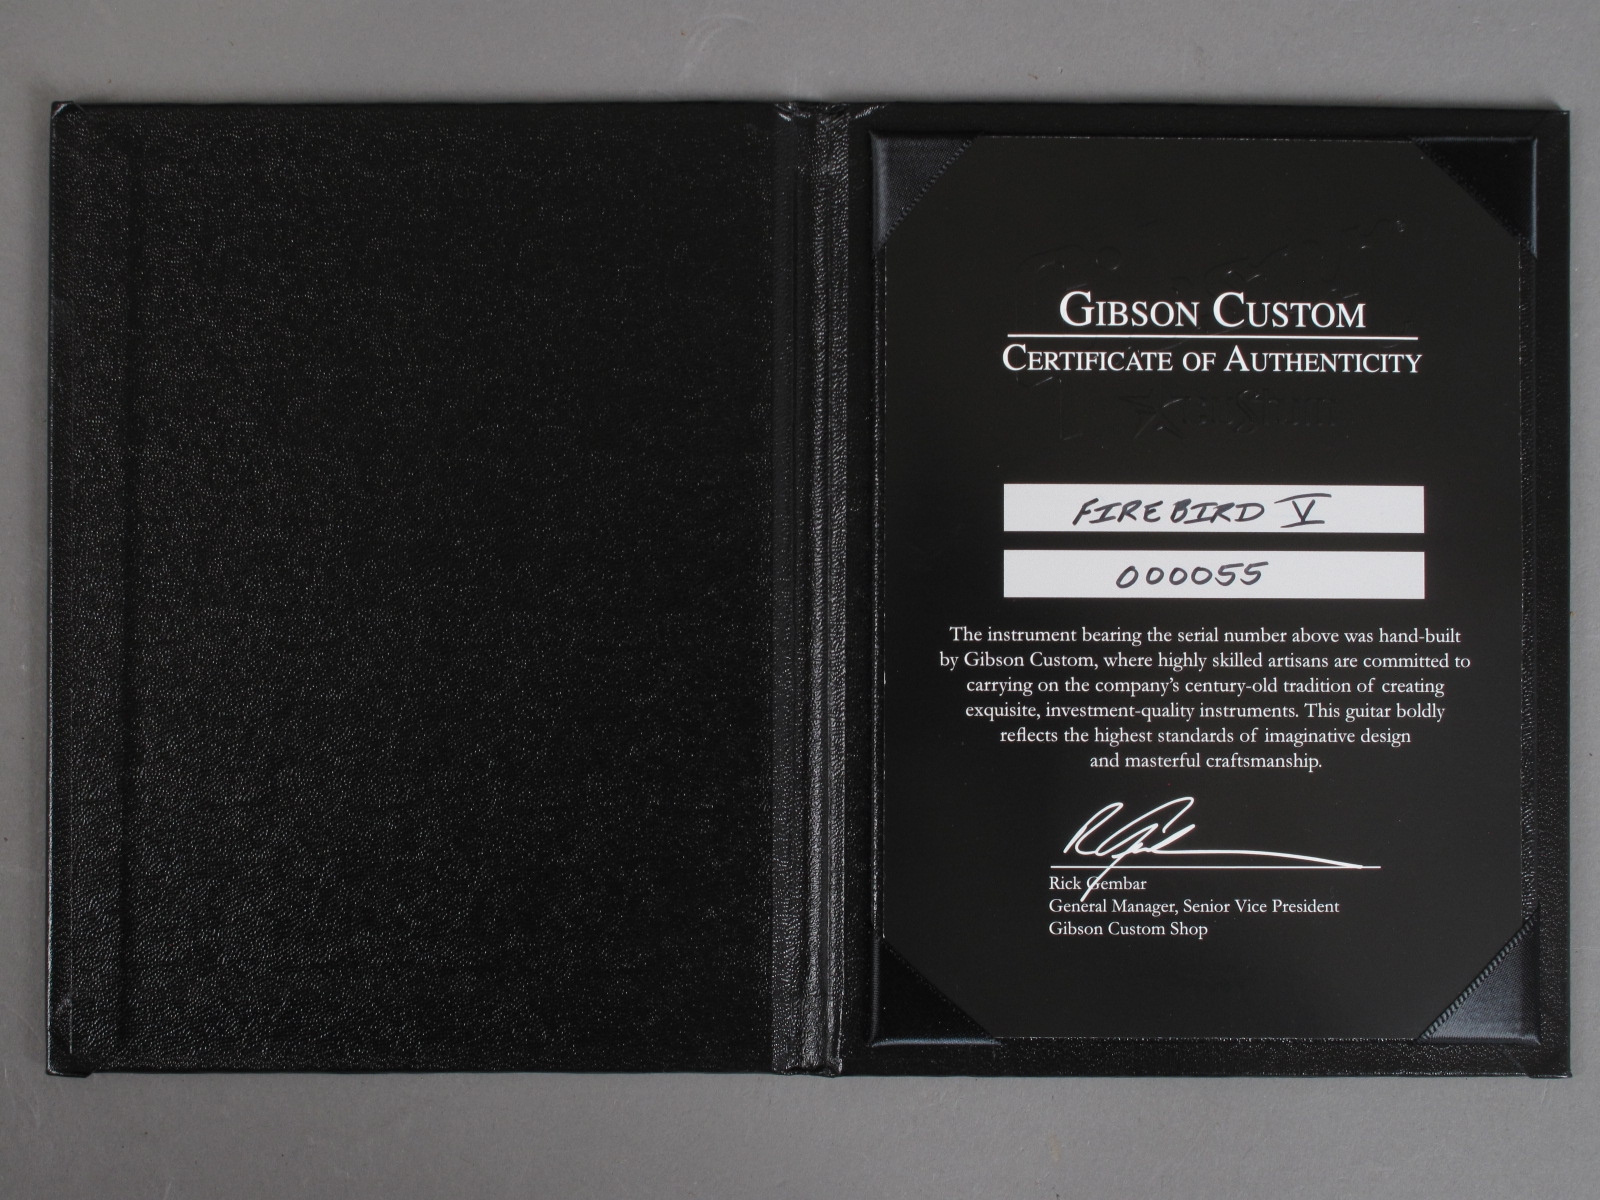 GIBSON CUSTOM
CERTIFICATE OF AUTHENTICITY
Custom
FIREBIRD V
000055
The instrument bearing the serial number above was hand-built
by Gibson Custom, where highly skilled artisans are committed to
carrying on the company's century-old tradition of creating
exquisite, investment-quality instruments. This guitar boldly
reflects the highest standards of imaginative design
and masterful craftsmanship.
Rick Gembar
General Manager, Senior Vice President
Gibson Custom Shop